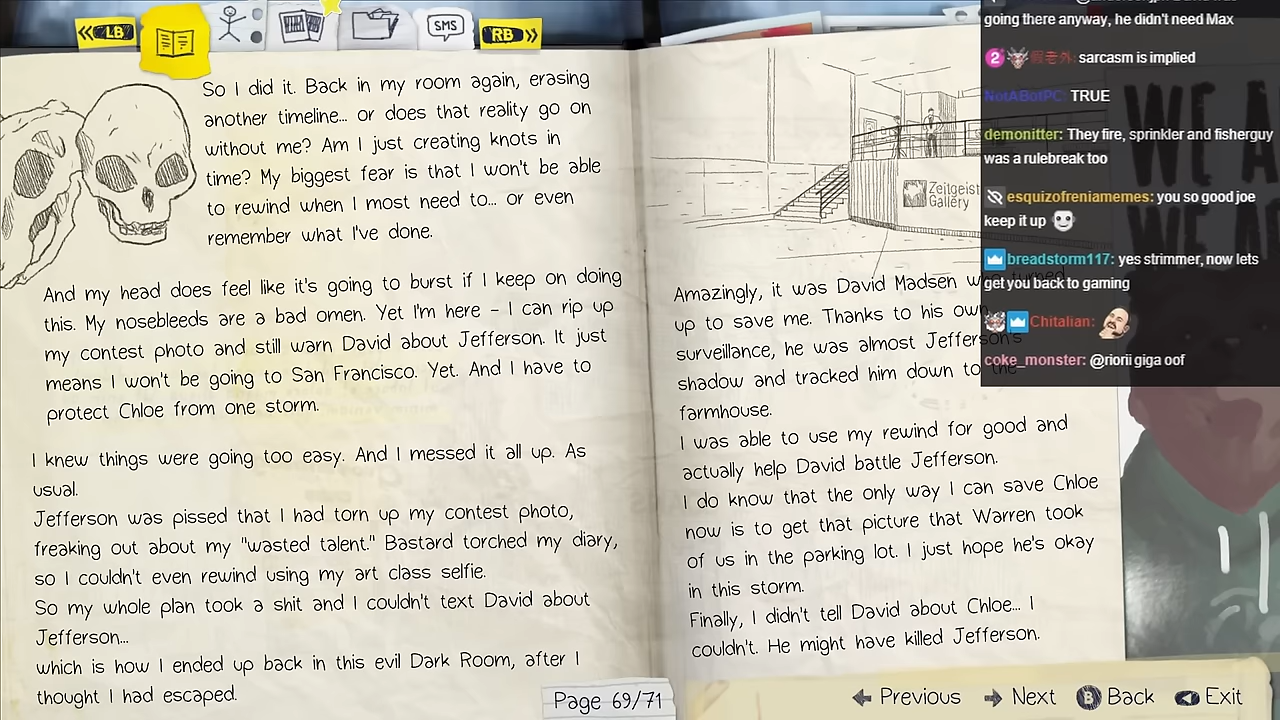 LB
SMS
RB
So I did it. Back in my room again, erasing
another timeline... or does that reality go on
without me? Am I just creating knots in
time? My biggest fear is that I won't be able
to rewind when I most need to... or even
remember what I've done.
And my head does feel like it's going to burst if I keep on doing
this. My nosebleeds are a bad omen. Yet I'm here - I can rip up
my contest photo and still warn David about Jefferson. It just
means I won't be going to San Francisco. Yet. And I have to
protect Chloe from one storm.
I knew things were going too easy. And I messed it all up. As
usual.
Jefferson was pissed that I had torn up my contest photo,
freaking out about my "wasted talent." Bastard torched my diary,
so I couldn't even rewind using my art class selfie.
So my whole plan took a shit and I couldn't text David about
Jefferson...
which is how I ended up back in this evil Dark Room, after I
thought I had escaped.
Zeitgeist
Gallery
Amazingly, it was David Madsen who turned
up to save me. Thanks to his own
surveillance, he was almost Jefferson's
shadow and tracked him down to the
farmhouse.
I was able to use my rewind for good and
actually help David battle Jefferson.
I do know that the only way I can save Chloe
now is to get that picture that Warren took
of us in the parking lot. I just hope he's okay
in this storm.
Finally, I didn't tell David about Chloe... I
couldn't. He might have killed Jefferson.
going there anyway, he didn't need Max
2 sarcasm is implied
NotABotPC: TRUE
demonitter: They fire, sprinkler and fisherguy
was a rulebreak too
esquizofreniamemes: you so good joe
keep it up
breadstorm117: yes strimmer, now lets
get you back to gaming
Chitalian:
coke_monster: @riorii giga oof
WE A
WE A
Page 69/71
Previous
Next
B Back
Exit